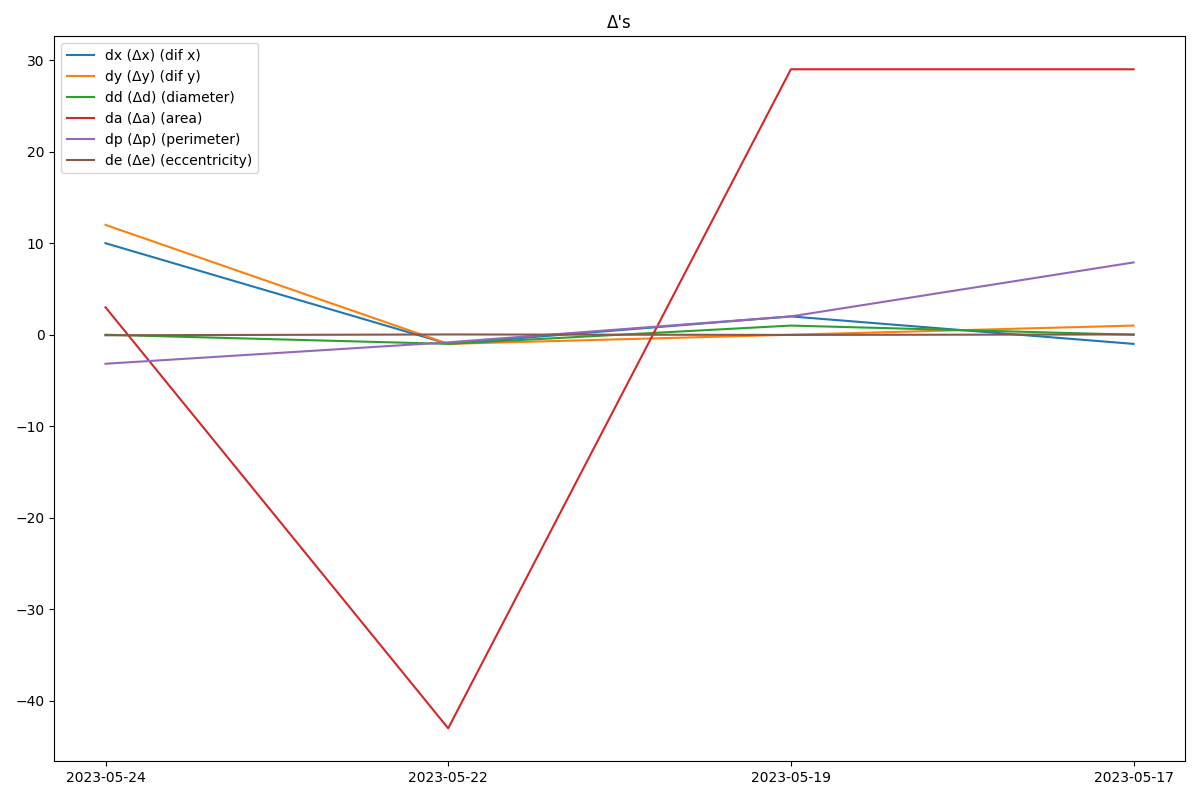 Δ's
dx (Δx) (dif x)
dy (Δy) (dif y)
dd (Δd) (diameter)
da (Δa) (area)
dp (Δp) (perimeter)
de (Δe) (eccentricity)
30
20
10
0
−10
−20
−30
−40
2023-05-24 2023-05-22 2023-05-19 2023-05-17